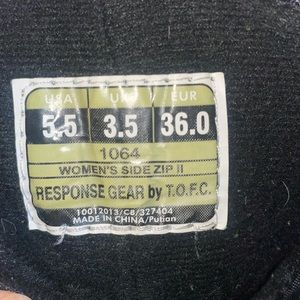 USA UK EUR
5.5 3.5 36.0
1064
WOMEN'S SIDE ZIP II
RESPONSE GEAR by T.O.F.C.
10012013/C8/327404
MADE IN CHINA/Putian